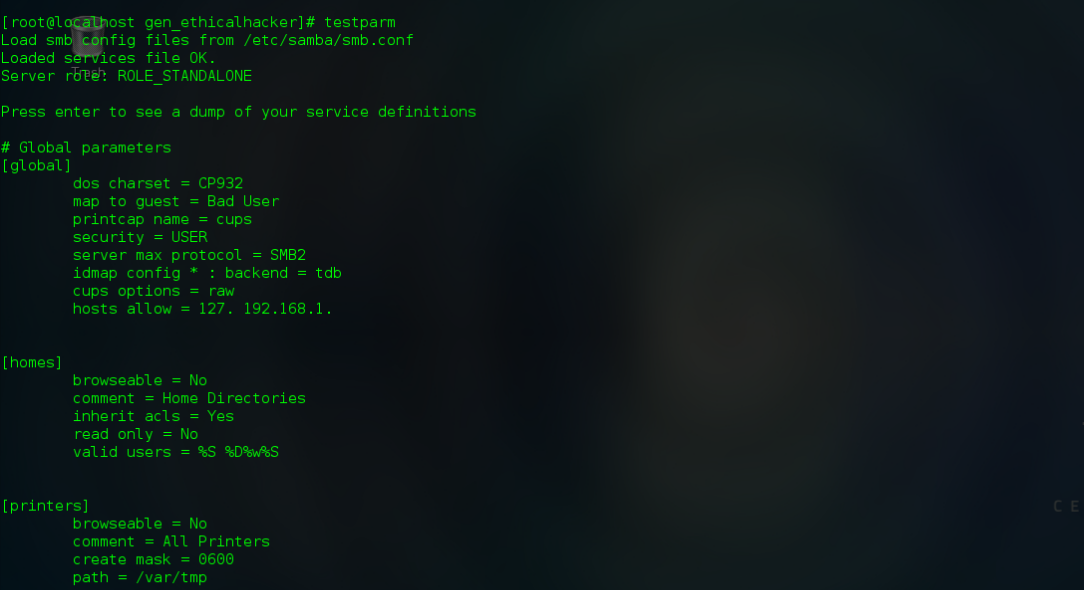 [root@localhost gen_ethicalhacker]# testparm
Load smb config files from /etc/samba/smb.conf
Loaded services file OK.
Server role: ROLE_STANDALONE
Trash
Press enter to see a dump of your service definitions
# Global parameters
[global]
dos charset = CP932
map to guest = Bad User
printcap name = cups
security = USER
server max protocol = SMB2
idmap config * : backend = tdb
cups options = raw
hosts allow = 127. 192.168.1.
[homes]
browseable = No
comment = Home Directories
inherit acls = Yes
read only = No
valid users = %S %D%w%S
[printers]
C E
browseable = No
comment = All Printers
create mask = 0600
path = /var/tmp